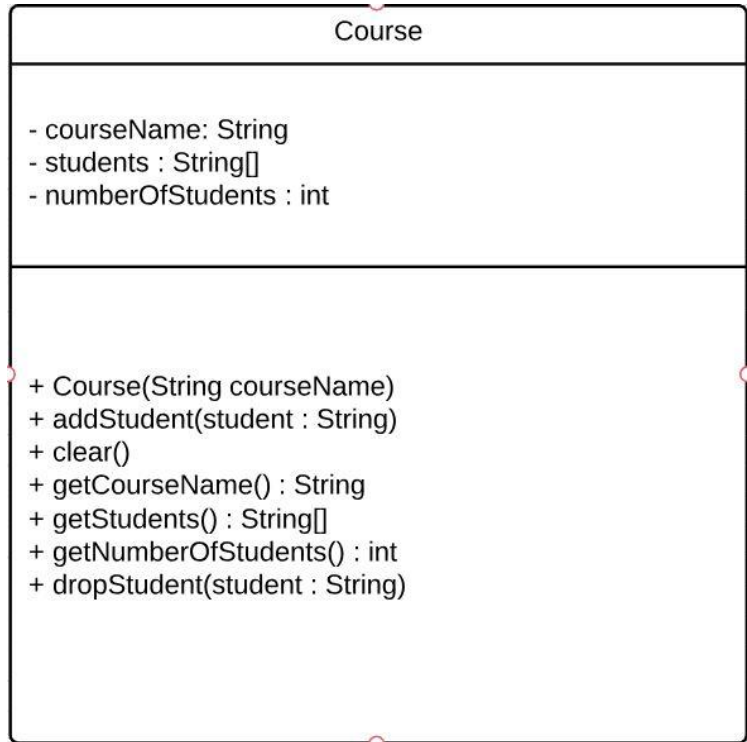 Course
- courseName: String
- students : String[]
- numberOfStudents : int
+ Course(String courseName)
+ addStudent(student : String)
+ clear()
+ getCourseName() : String
+ getStudents() : String[]
+ getNumberOfStudents() : int
+ dropStudent(student : String)